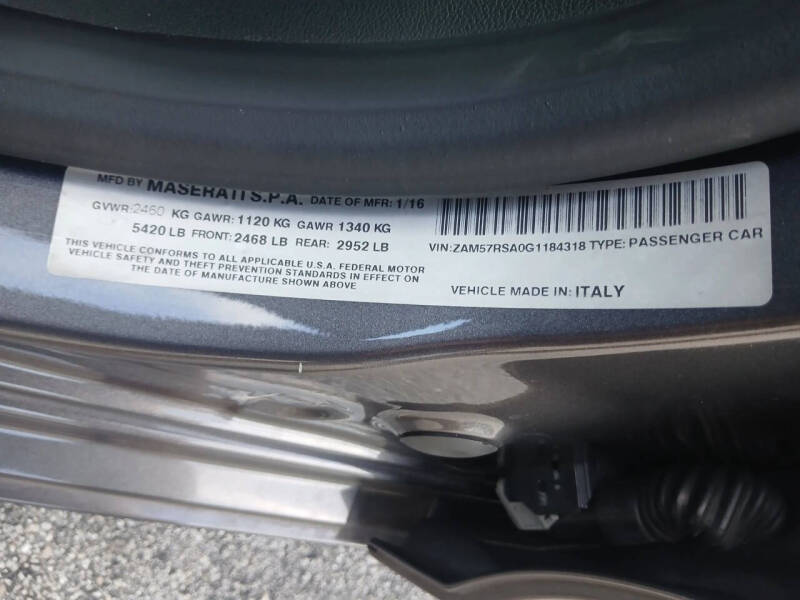 MFD BY MASERATI S.P.A. DATE OF MFR: 1/16
GVWR:2460 KG GAWR: 1120 KG GAWR 1340 KG
5420 LB FRONT: 2468 LB REAR: 2952 LB
THIS VEHICLE CONFORMS TO ALL APPLICABLE U.S.A. FEDERAL MOTOR
VEHICLE SAFETY AND THEFT PREVENTION STANDARDS IN EFFECT ON
THE DATE OF MANUFACTURE SHOWN ABOVE
VIN: ZAM57RSA0G1184318 TYPE: PASSENGER CAR
VEHICLE MADE IN: ITALY